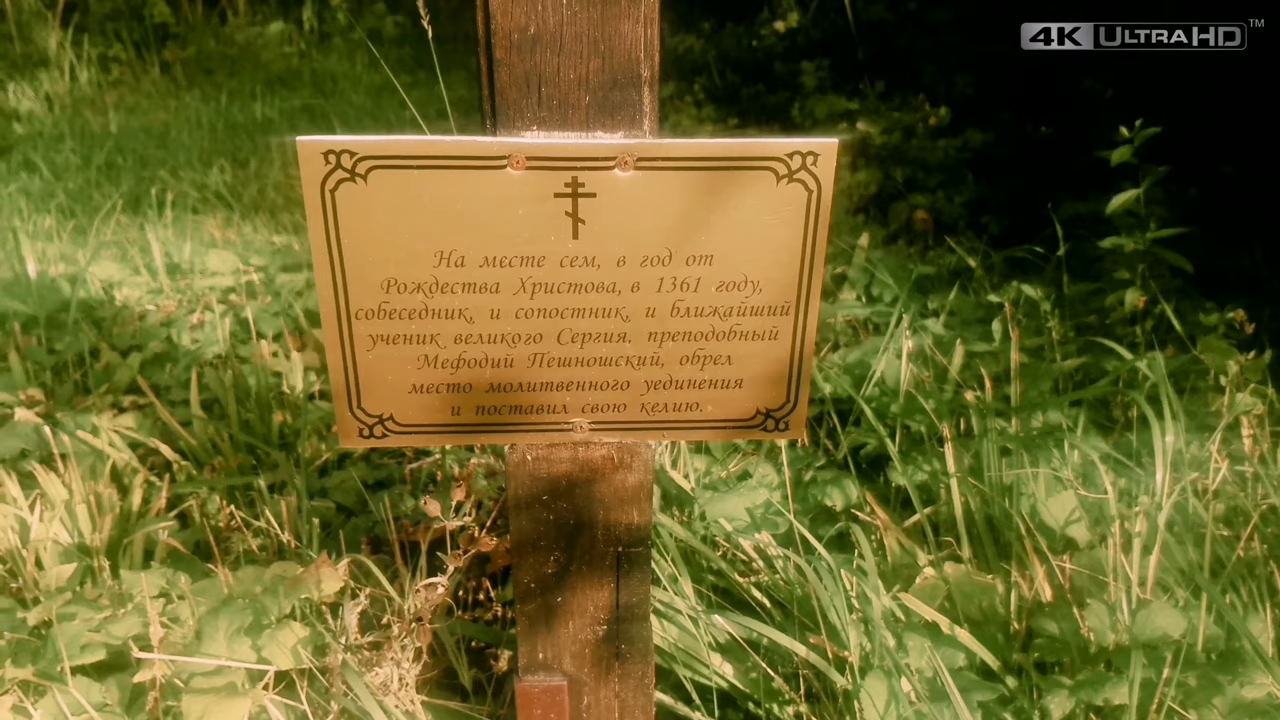 4K ULTRA HD™
На месте сем, в год от
Рождества Христова, в 1361 году,
собеседник, и сопостник, и ближайший
ученик великого Сергия, преподобный
Мефодий Пешношский, обрел
место молитвенного уединения
и поставил свою келию.